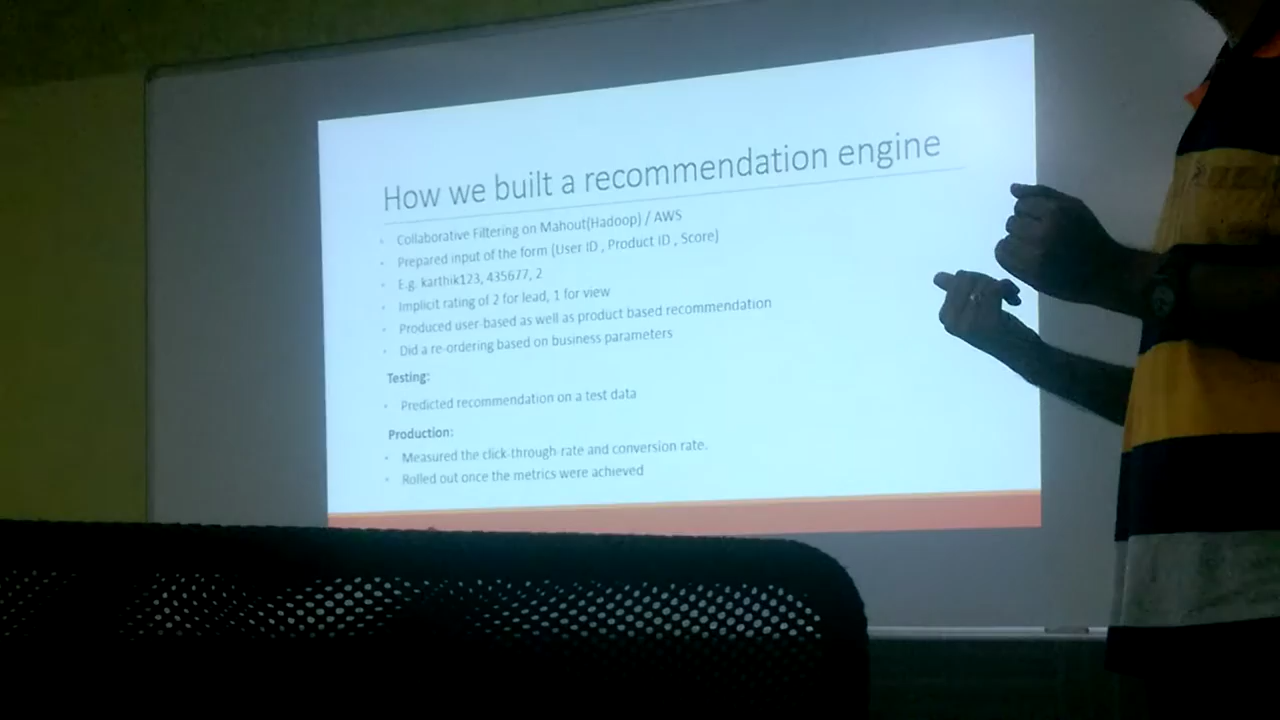 How we built a recommendation engine
Collaborative Filtering on Mahout(Hadoop) / AWS
Prepared input of the form (User ID , Product ID , Score)
E.g. karthik123, 435677, 2
Implicit rating of 2 for lead, 1 for view
Produced user-based as well as product based recommendation
Did a re-ordering based on business parameters
Testing:
Predicted recommendation on a test data
Production:
Measured the click-through rate and conversion rate.
Rolled out once the metrics were achieved